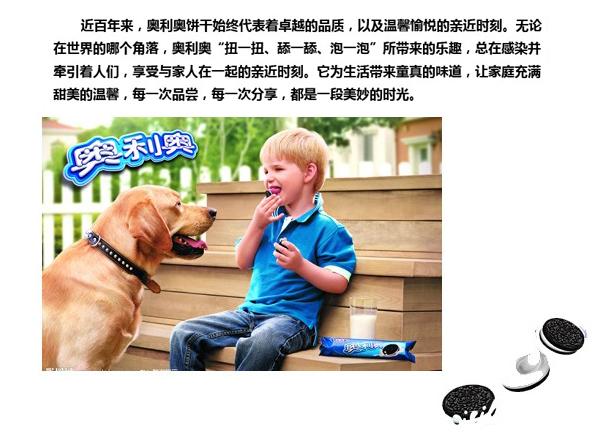 近百年来，奥利奥饼干始终代表着卓越的品质，以及温馨愉悦的亲近时刻。无论
在世界的哪个角落，奥利奥“扭一扭、舔一舔、泡一泡”所带来的乐趣，总在感染并
牵引着人们，享受与家人在一起的亲近时刻。它为生活带来童真的味道，让家庭充满
甜美的温馨，每一次品尝，每一次分享，都是一段美妙的时光。
奥利奥
奥利奥